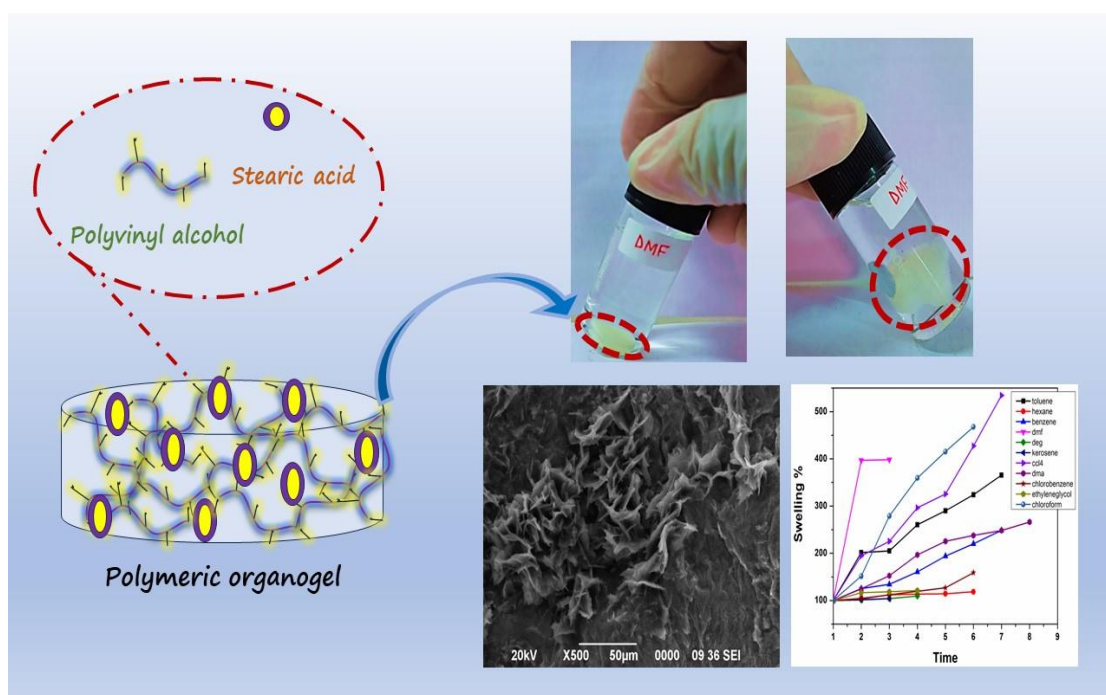 Stearic acid
Polyvinyl alcohol
Polymeric organogel
DMF
DMF
20kV X500 50μm 0000 09 36 SEI
Swelling %
500
400
300
200
100
1 2 3 4 5 6 7 8 9
Time
toluene
hexane
benzene
dmf
deg
kerosene
ccl4
dma
chlorobenzene
ethyleneglycol
chloroform